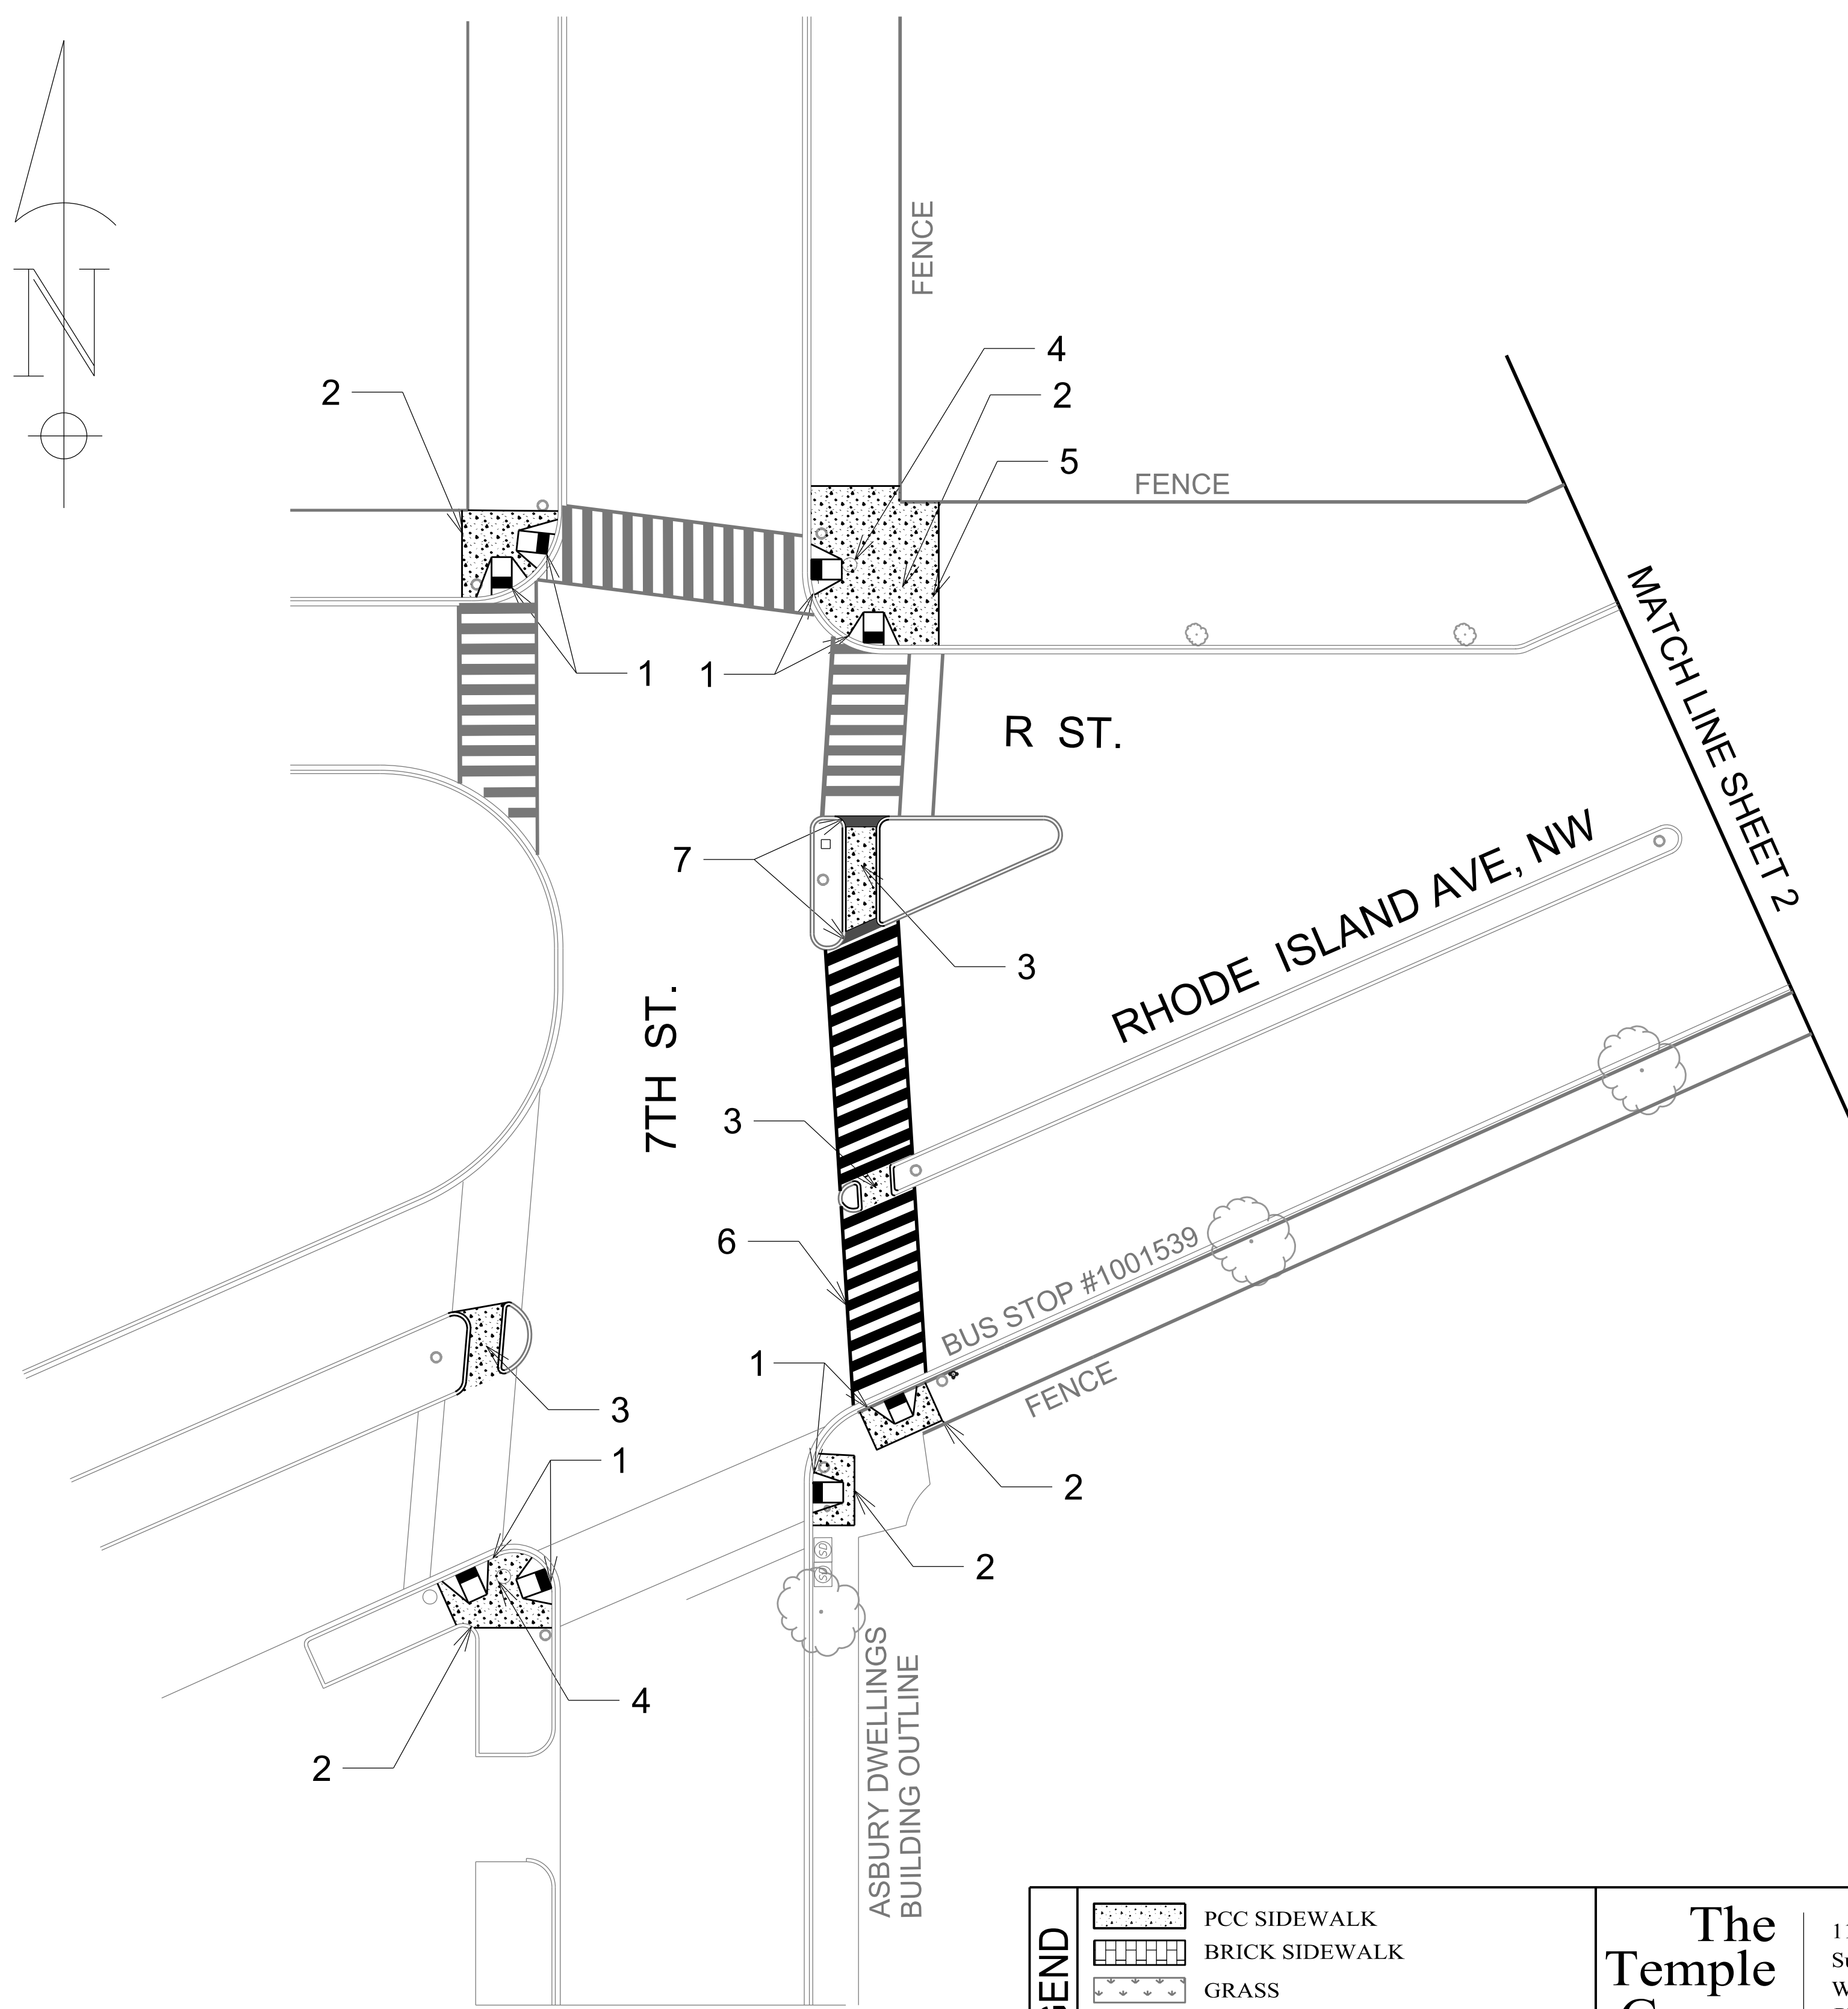 N
FENCE
4
2
2
5
FENCE
1
1
MATCH LINE SHEET 2
R ST.
7
3
RHODE ISLAND AVE, NW
7TH ST.
3
6
BUS STOP #1001539
1
FENCE
3
1
2
2
SD
SD
4
2
ASBURY DWELLINGS
BUILDING OUTLINE
PCC SIDEWALK
BRICK SIDEWALK
GRASS
The
Temple